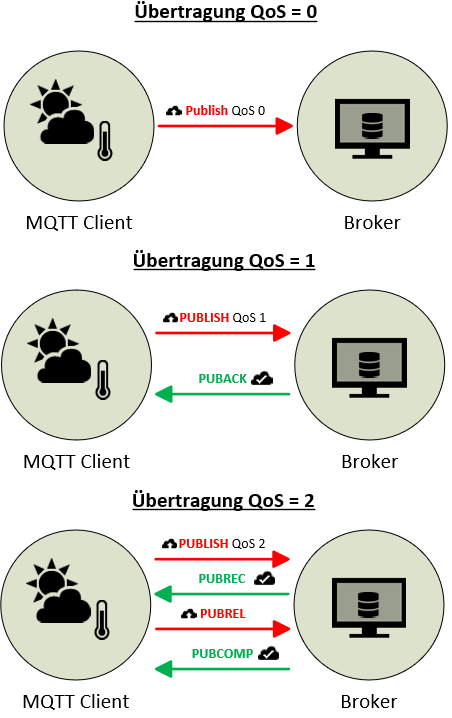 Übertragung QoS = 0
Publish QoS 0
MQTT Client
Broker
Übertragung QoS = 1
PUBLISH QoS 1
PUBACK
MQTT Client
Broker
Übertragung QoS = 2
PUBLISH QoS 2
PUBREC
PUBREL
PUBCOMP
MQTT Client
Broker